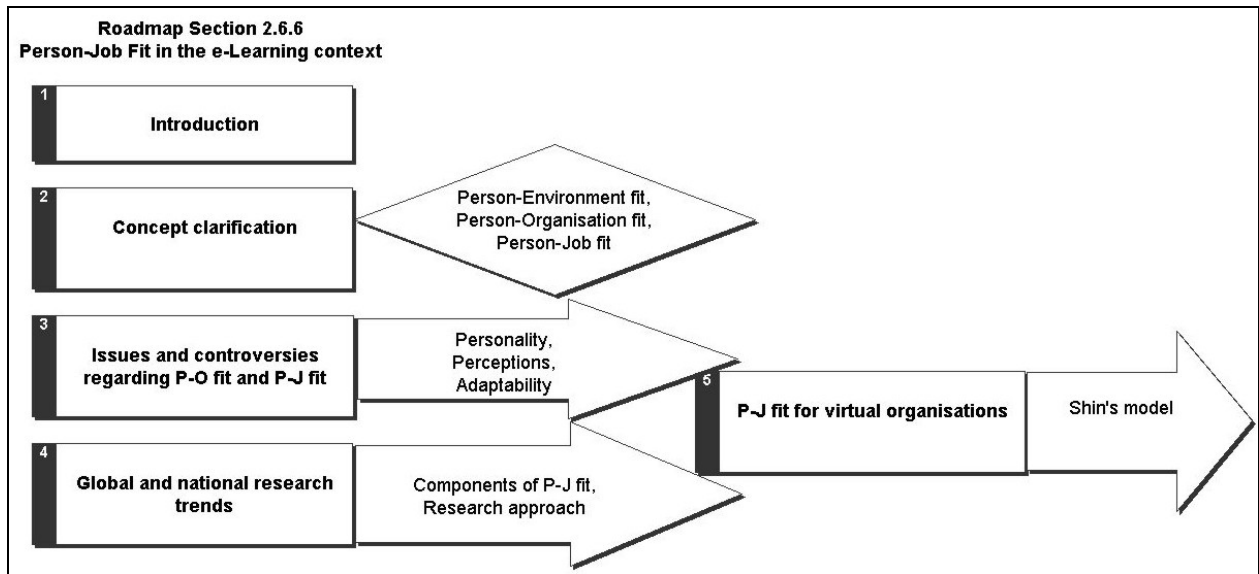 Roadmap Section 2.6.6
Person-Job Fit in the e-Learning context
1
Introduction
2
Concept clarification
Person-Environment fit,
Person-Organisation fit,
Person-Job fit
3
Issues and controversies
regarding P-O fit and P-J fit
Personality,
Perceptions,
Adaptability
4
Global and national research
trends
Components of P-J fit,
Research approach
5
P-J fit for virtual organisations
Shin's model